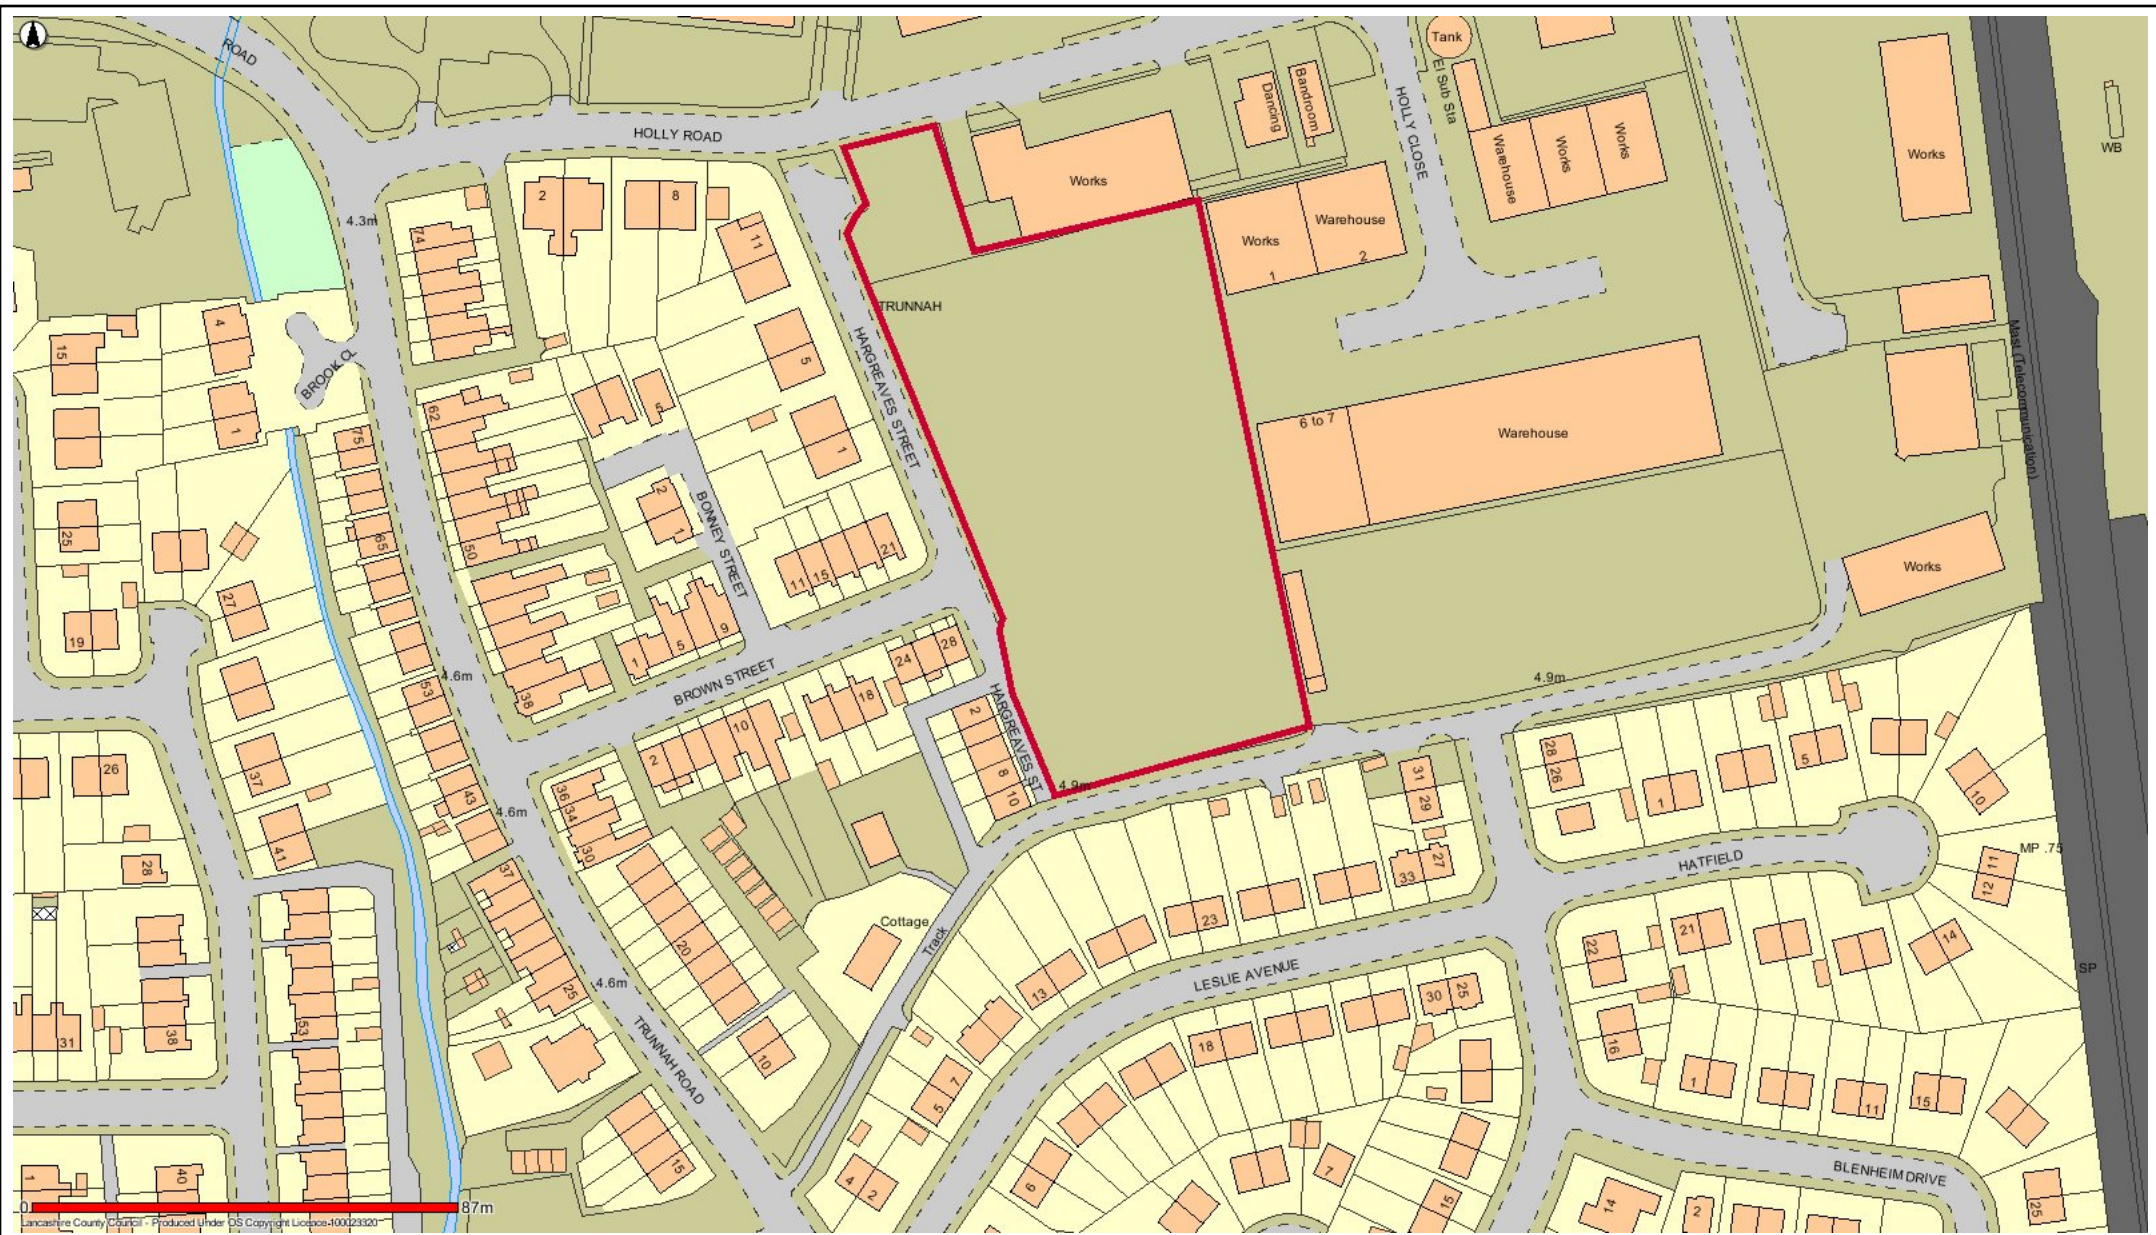 ROAD
Tank
El Sub Sta
Dancing
Bandroom
HOLLY CLOSE
HOLLY ROAD
Works
Warehouse
Works
Works
Works
WB
4.3m
2
8
11
74
Works
1
Warehouse
2
TRUNNAH
HARGREAVES STREET
Mast (Telecommunication)
4
15
BROOK CL
5
1
62
5
75
1
6 to 7
Warehouse
25
65
50
2
1
BONNEY STREET
11
15
21
Works
27
19
1
5
9
24
28
BROWN STREET
38
4.6m
53
18
10
2
2
8
10
HARGREAVES ST
4.9m
4.9m
26
37
43
41
28
4.6m
36
34
30
28
26
1
5
10
31
29
27
33
HATFIELD
MP .75
11
12
37
20
25
Cottage
Track
23
13
LESLIE AVENUE
22
21
14
SP
4.6m
30
25
18
16
31
38
53
TRUNNAH ROAD
10
7
5
1
11
15
15
4
2
6
7
15
BLENHEIM DRIVE
14
2
25
1
40
0
87m
Lancashire County Council - Produced Under OS Copyright Licence-100023320